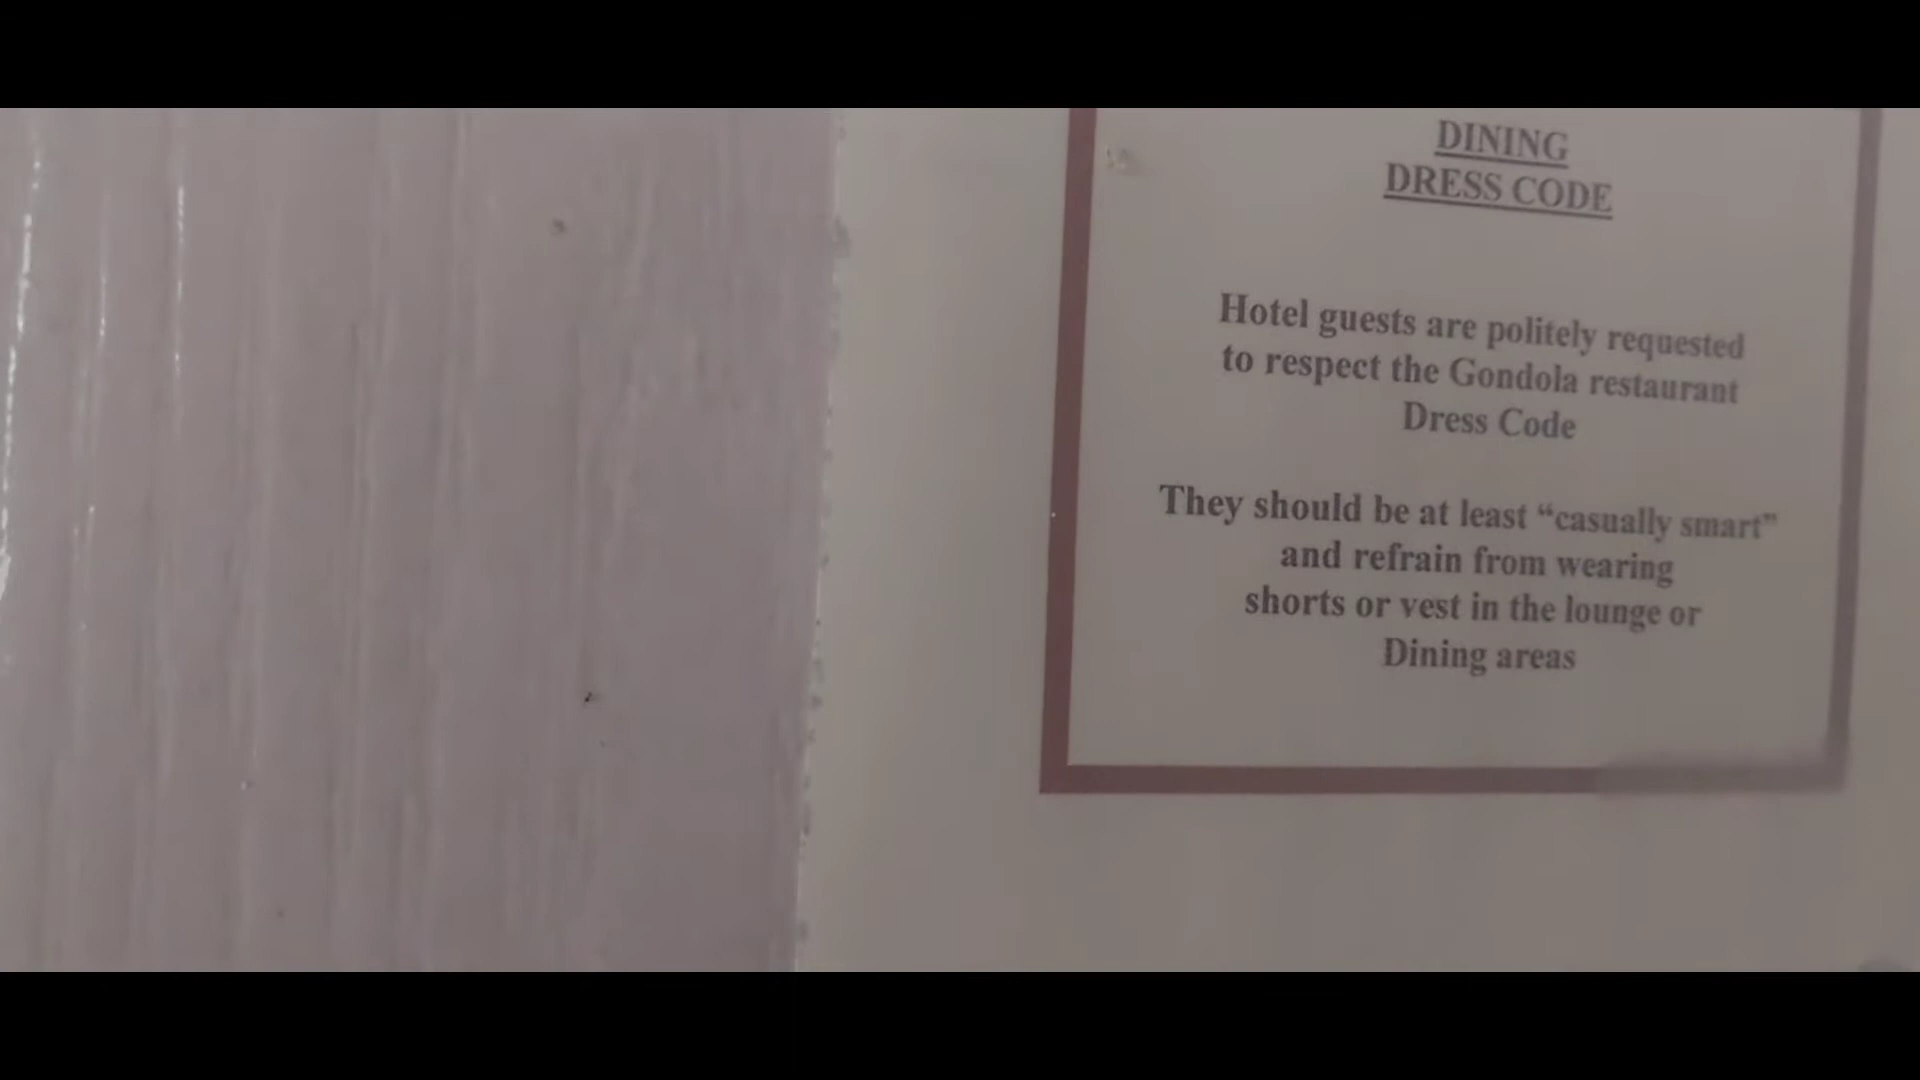 DINING
DRESS CODE
Hotel guests are politely requested
to respect the Gondola restaurant
Dress Code
They should be at least “casually smart”
and refrain from wearing
shorts or vest in the lounge or
Dining areas